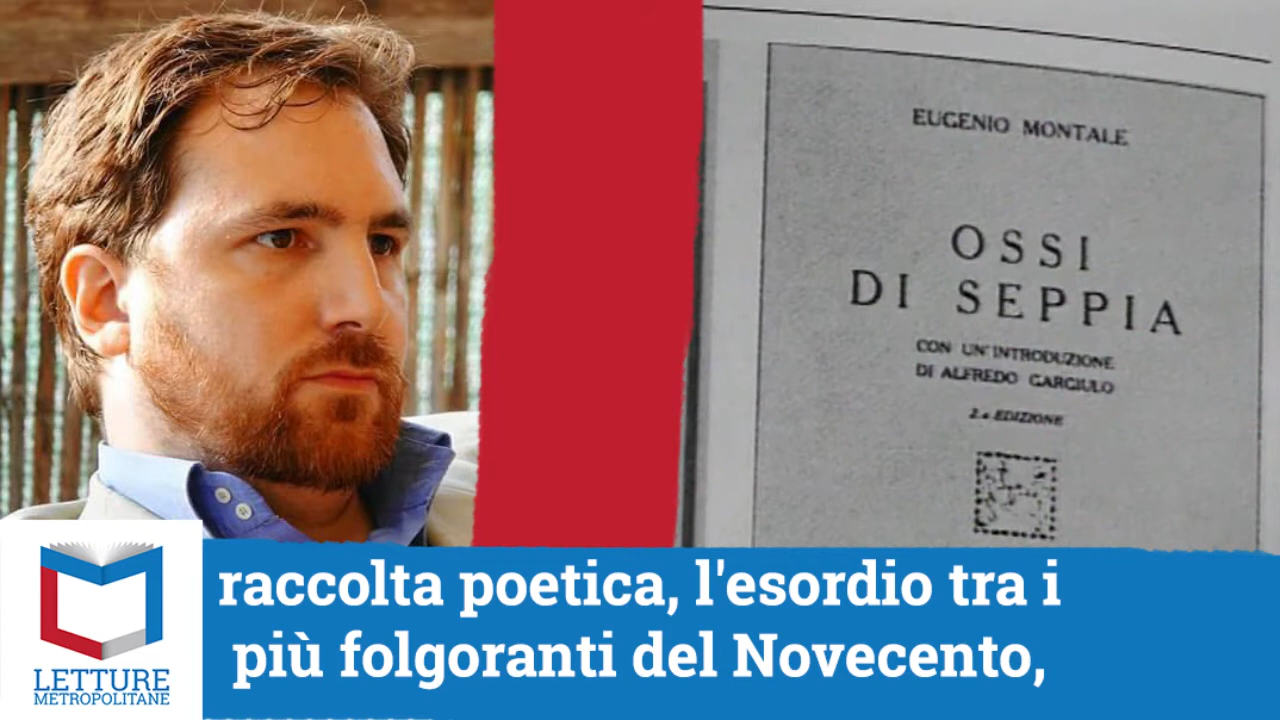 EUGENIO MONTALE
OSSI
DI SEPPIA
CON UN'INTRODUZIONE
DI ALFREDO GARGIULO
2.a EDIZIONE
raccolta poetica, l'esordio tra i
più folgoranti del Novecento,
LETTURE
METROPOLITANE